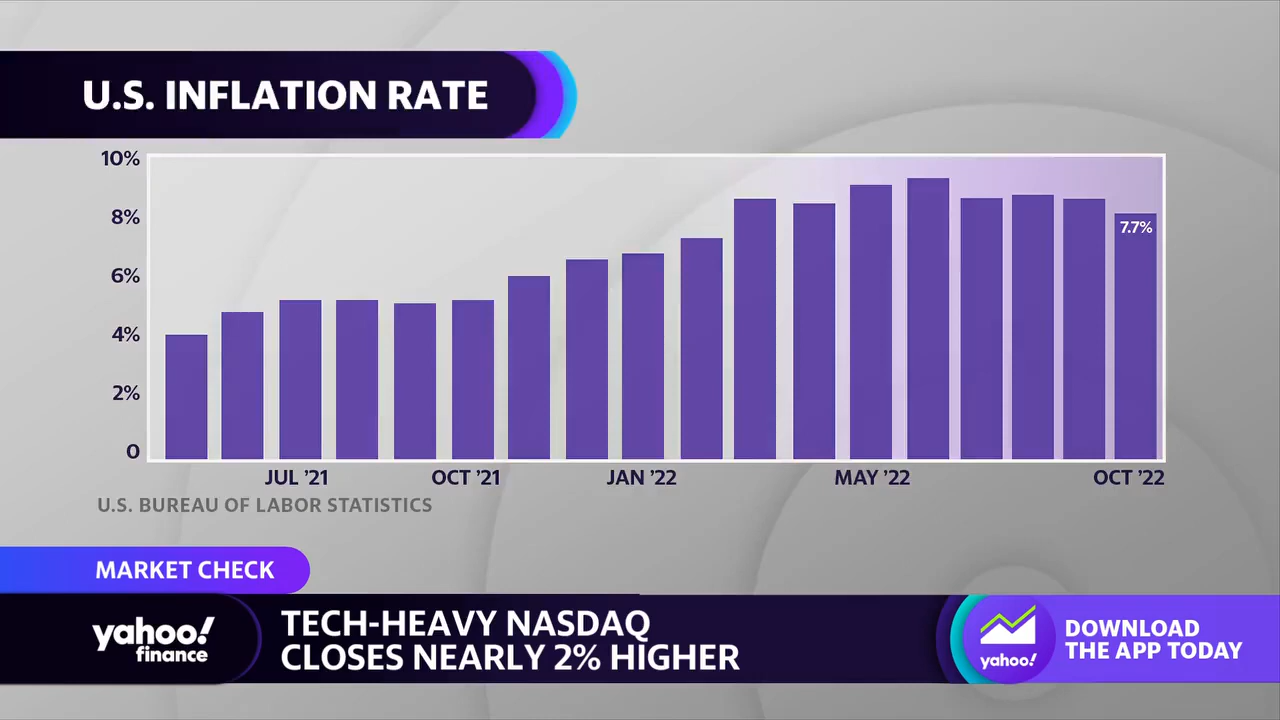 U.S. INFLATION RATE
10%
8%
6%
4%
2%
0
7.7%
JUL ’21 OCT ’21 JAN ’22 MAY ’22 OCT ’22
U.S. BUREAU OF LABOR STATISTICS
MARKET CHECK
yahoo!
finance
TECH-HEAVY NASDAQ
CLOSES NEARLY 2% HIGHER
yahoo!
DOWNLOAD
THE APP TODAY